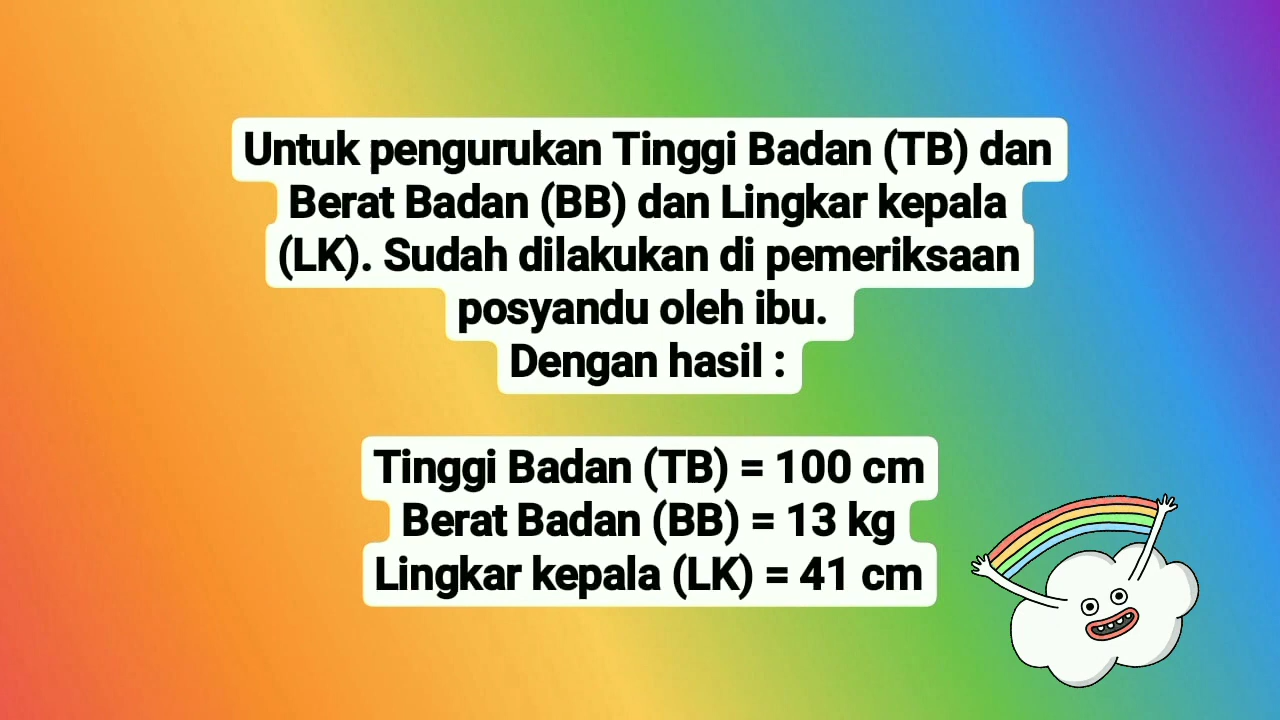 Untuk pengurukan Tinggi Badan (TB) dan
Berat Badan (BB) dan Lingkar kepala
(LK). Sudah dilakukan di pemeriksaan
posyandu oleh ibu.
Dengan hasil :
Tinggi Badan (TB) = 100 cm
Berat Badan (BB) = 13 kg
Lingkar kepala (LK) = 41 cm